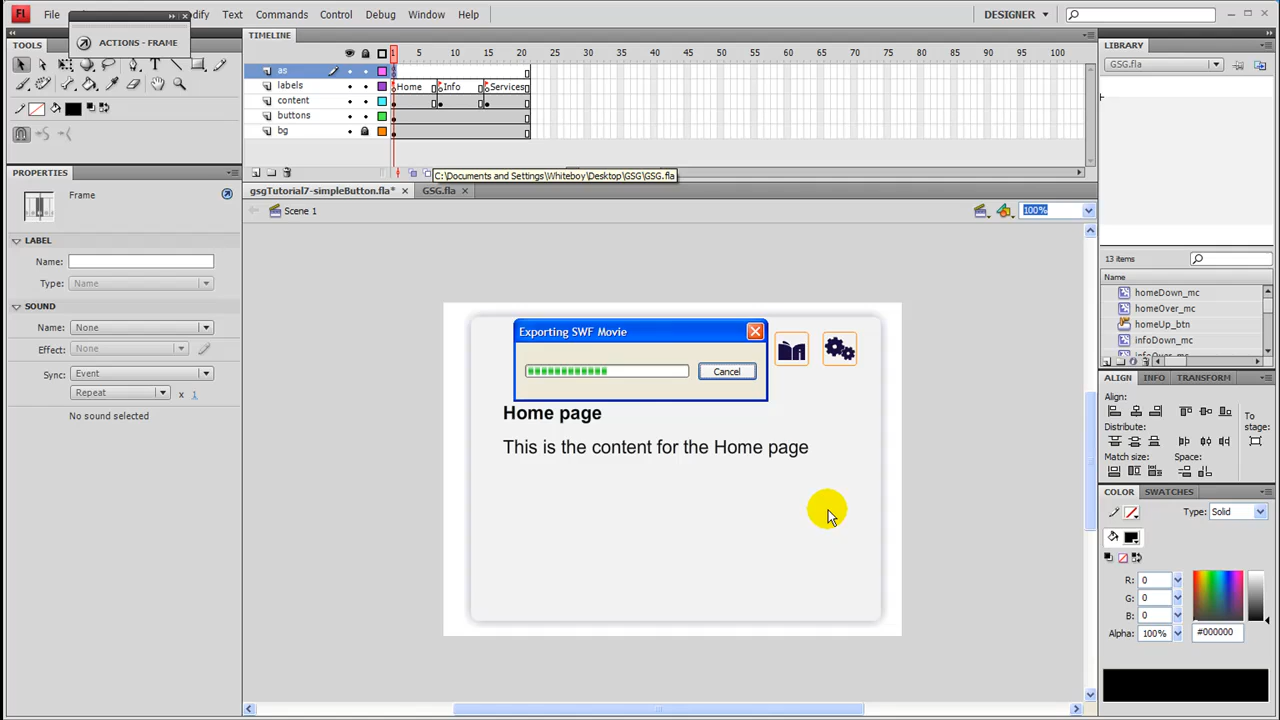 Fl File dify Text Commands Control Debug Window Help DESIGNER
ACTIONS - FRAME
TOOLS
TIMELINE
LIBRARY
1 5 10 15 20 25 30 35 40 45 50 55 60 65 70 75 80 85 90 95 100
GSG.fla
as
labels Home Info Services
content
buttons
bg
PROPERTIES
C:\Documents and Settings\Whiteboy\Desktop\GSG\GSG.fla
gsgTutorial7-simpleButton.fla* × GSG.fla ×
Frame
Scene 1 100%
LABEL
Name:
Type: Name
SOUND
Name: None
Effect: None
Sync: Event
Repeat x 1
No sound selected
Exporting SWF Movie
Cancel
Home page
This is the content for the Home page
13 items
Name
homeDown_mc
homeOver_mc
homeUp_btn
infoDown_mc
infoOver_mc
ALIGN INFO TRANSFORM
Align:
Distribute:
Match size: Space:
To stage:
COLOR SWATCHES
Type: Solid
R: 0
G: 0
B: 0
Alpha: 100% #000000